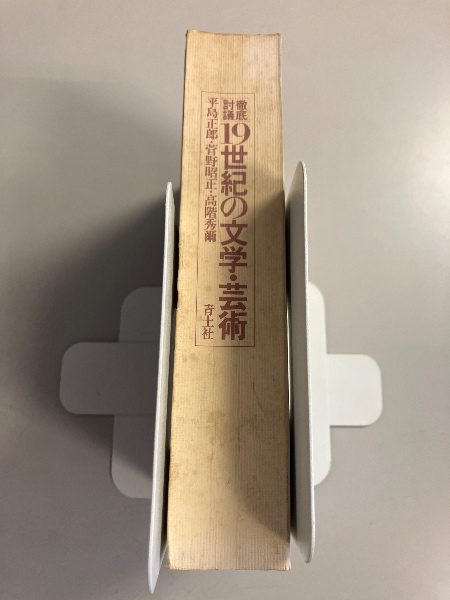 徹底
討議
19世紀の文学・芸術
平島正郎・菅野昭正・高階秀爾
青土社